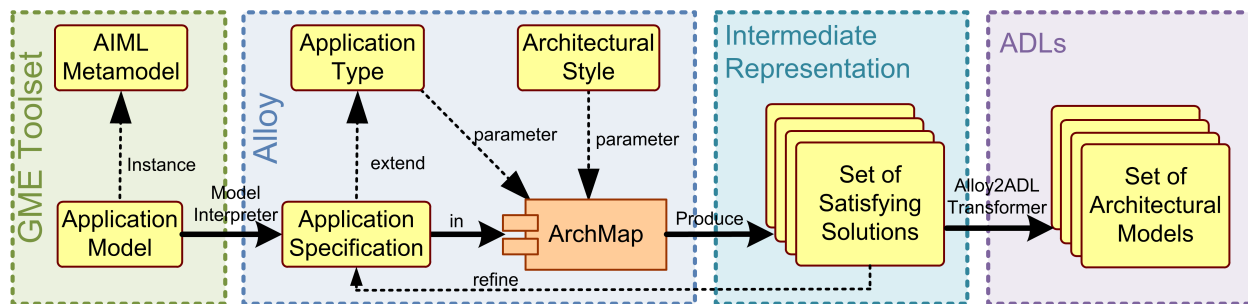 GME Toolset
AIML
Metamodel
Instance
Application
Model
Model
Interpreter
Alloy
Application
Type
Architectural
Style
parameter
parameter
extend
Application
Specification
in
ArchMap
refine
Produce
Intermediate
Representation
Set of
Satisfying
Solutions
Alloy2ADL
Transformer
ADLs
Set of
Architectural
Models